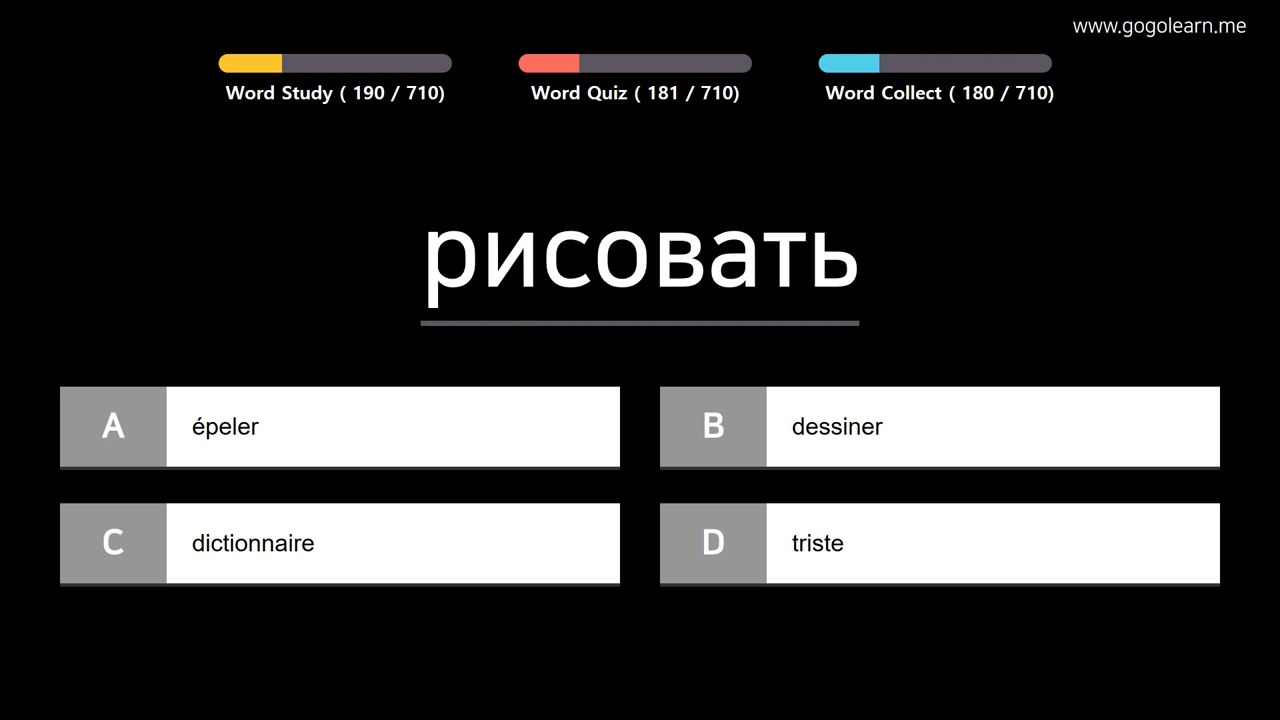 www.gogolearn.me
Word Study ( 190 / 710)
Word Quiz ( 181 / 710)
Word Collect ( 180 / 710)
рисовать
A épeler
B dessiner
C dictionnaire
D triste